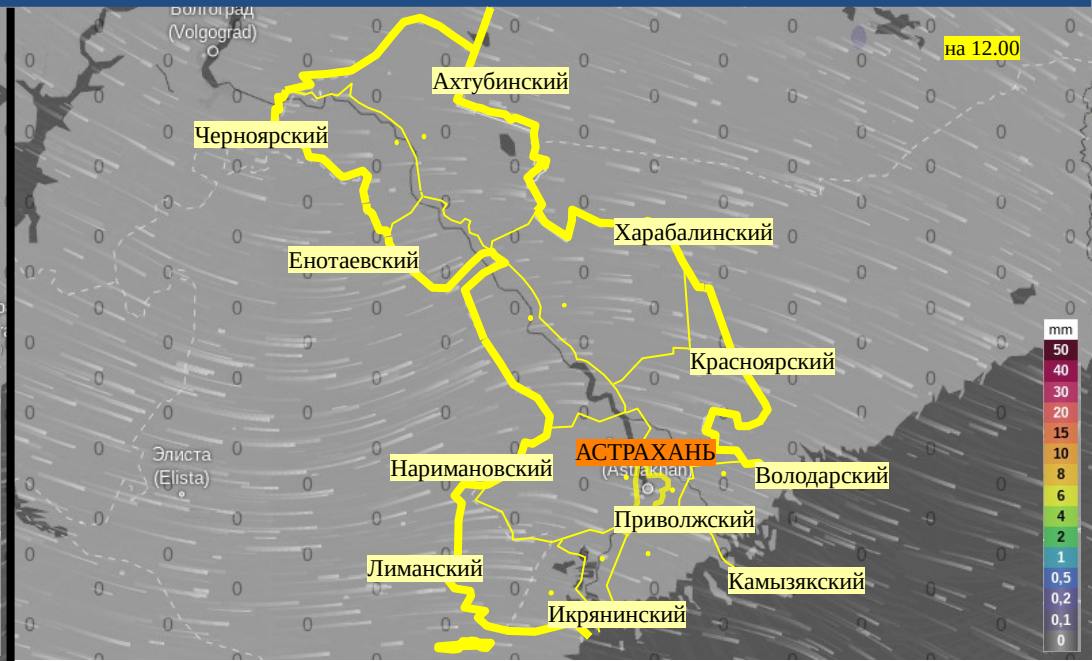 Волгоград
(Volgograd)
на 12.00
Ахтубинский
Черноярский
Харабалинский
Енотаевский
mm
50
40
30
20
15
10
8
6
4
2
1
0,5
0,2
0,1
0
Красноярский
АСТРАХАНЬ
(Astrakhan)
Элиста
(Elista)
Наримановский
Володарский
Приволжский
Лиманский
Камызякский
Икрянинский